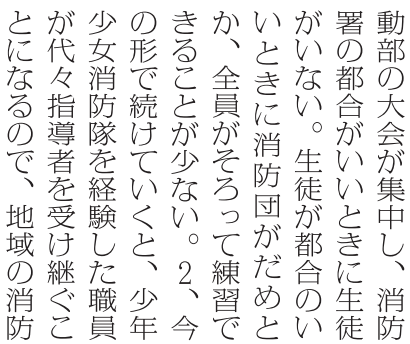 動部の大会が集中し、消防
署の都合がいいときに生徒
がいない。生徒が都合のい
いときに消防団がだめと
か、全員がそろって練習で
きることが少ない。2、今
の形で続けていくと、少年
少女消防隊を経験した職員
が代々指導者を受け継ぐこ
とになるので、地域の消防